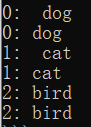 0:  dog
0: dog
1:  cat
1: cat
2: bird
2: bird